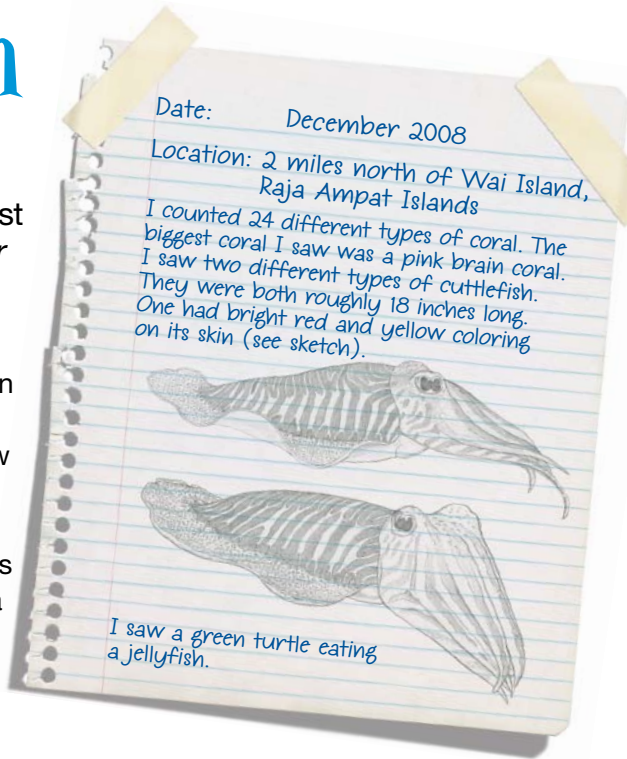 Date: December 2008
Location: 2 miles north of Wai Island,
Raja Ampat Islands
I counted 24 different types of coral. The
biggest coral I saw was a pink brain coral.
I saw two different types of cuttlefish.
They were both roughly 18 inches long.
One had bright red and yellow coloring
on its skin (see sketch).
I saw a green turtle eating
a jellyfish.